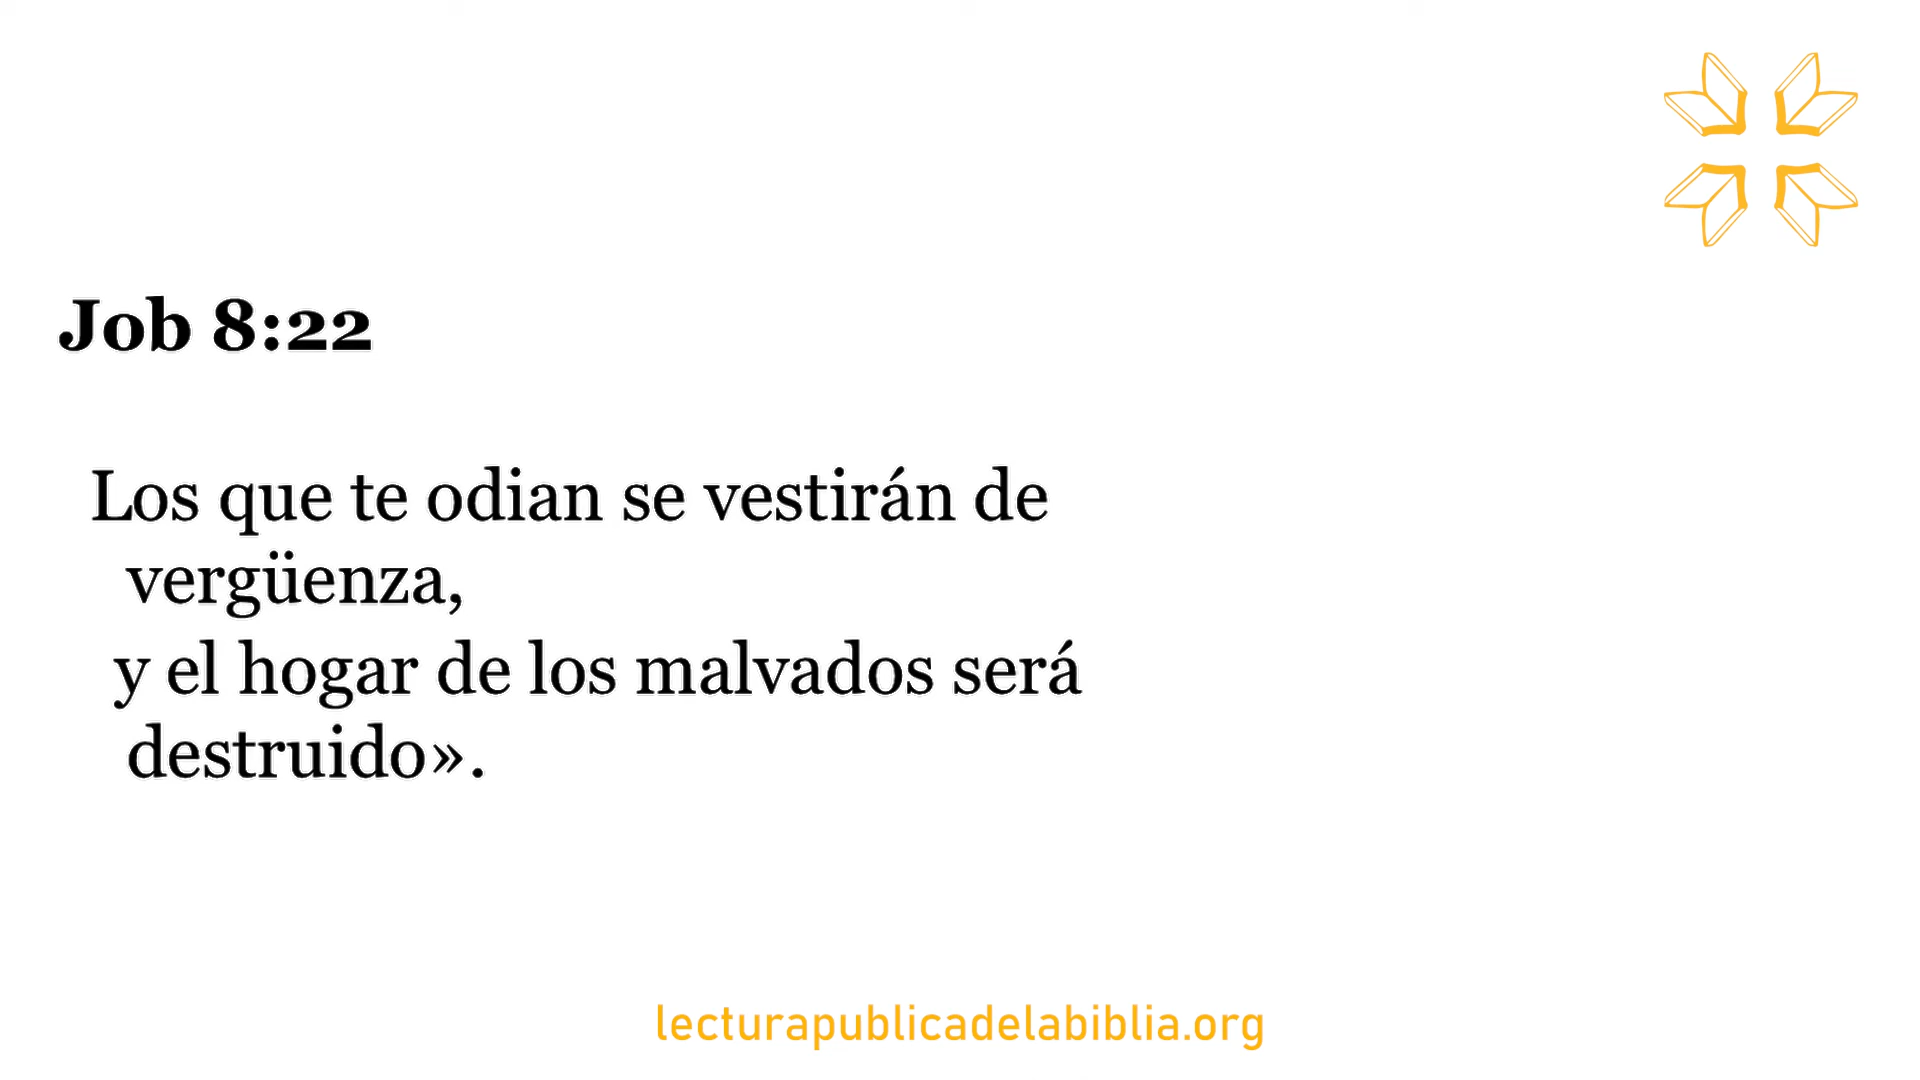 Job 8:22
Los que te odian se vestirán de
vergüenza,
y el hogar de los malvados será
destruido».
lecturapublicadelabiblia.org